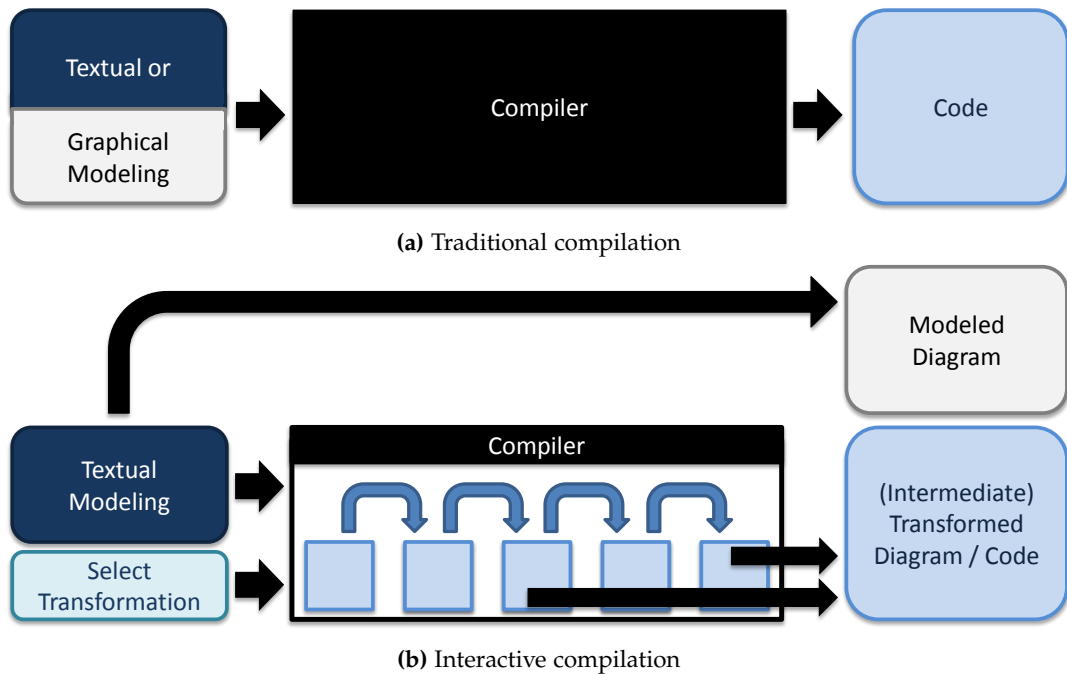 Textual or
Graphical
Modeling
Compiler
Code
(a) Traditional compilation
Modeled
Diagram
Textual
Modeling
Select
Transformation
Compiler
(Intermediate)
Transformed
Diagram / Code
(b) Interactive compilation